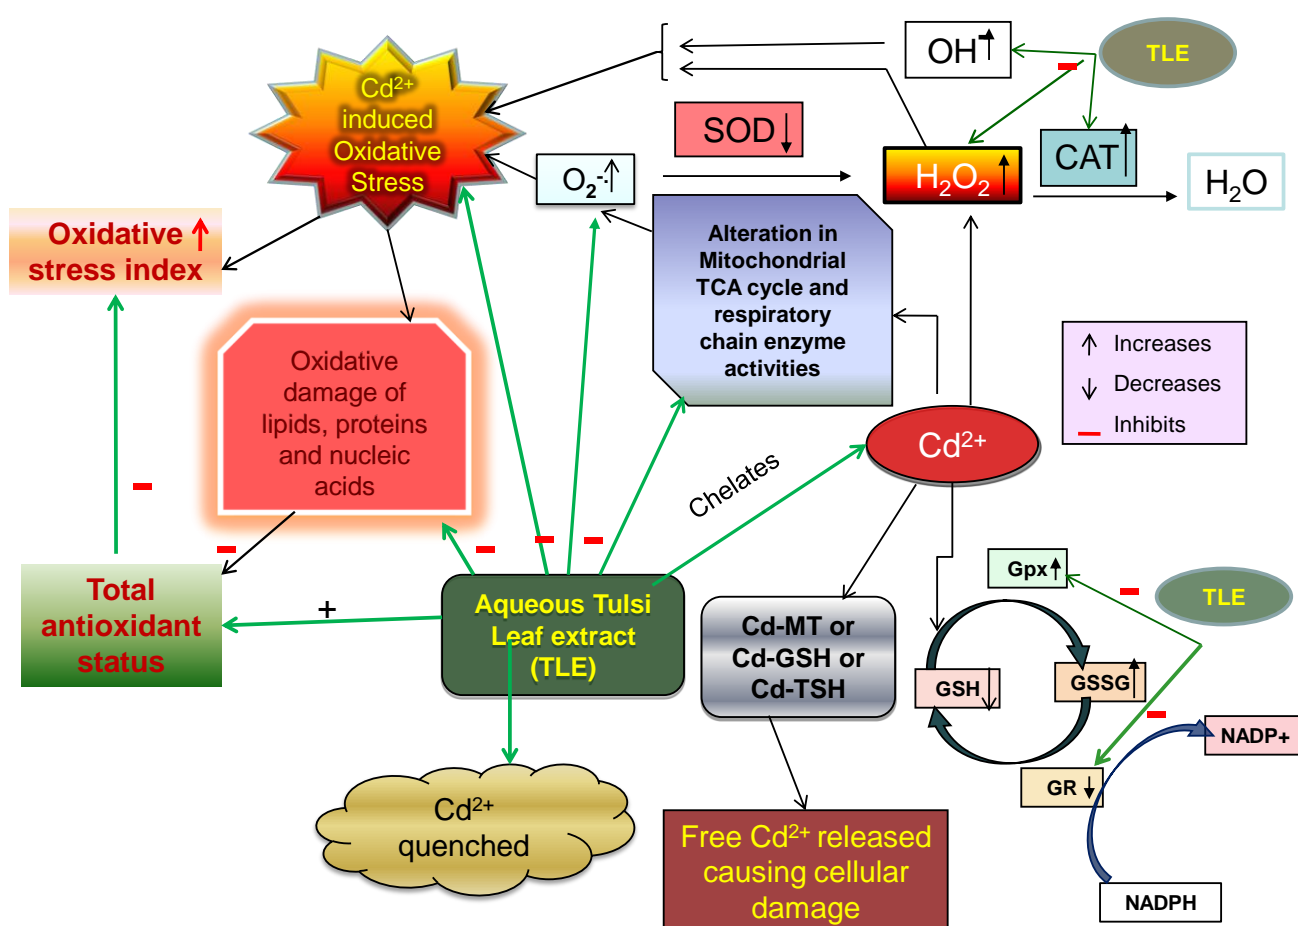 OH
TLE
Cd²⁺
induced
Oxidative
Stress
SOD
CAT
O₂⁻·
H₂O₂
H₂O
Oxidative
stress index
Alteration in
Mitochondrial
TCA cycle and
respiratory
chain enzyme
activities
Increases
Decreases
Inhibits
Oxidative
damage of
lipids, proteins
and nucleic
acids
Cd²⁺
Chelates
Total
antioxidant
status
+
Aqueous Tulsi
Leaf extract
(TLE)
Cd-MT or
Cd-GSH or
Cd-TSH
Gpx
TLE
GSH
GSSG
NADP+
GR
NADPH
Cd²⁺
quenched
Free Cd²⁺ released
causing cellular
damage